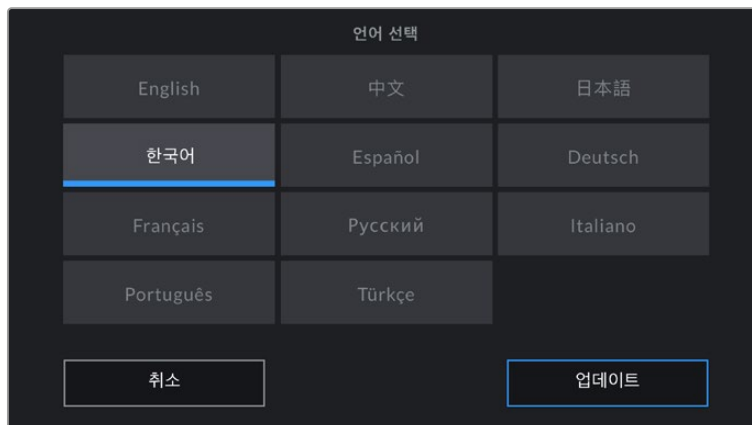 언어 선택
English 中文 日本語
한국어 Español Deutsch
Français Русский Italiano
Português Türkçe
취소 업데이트